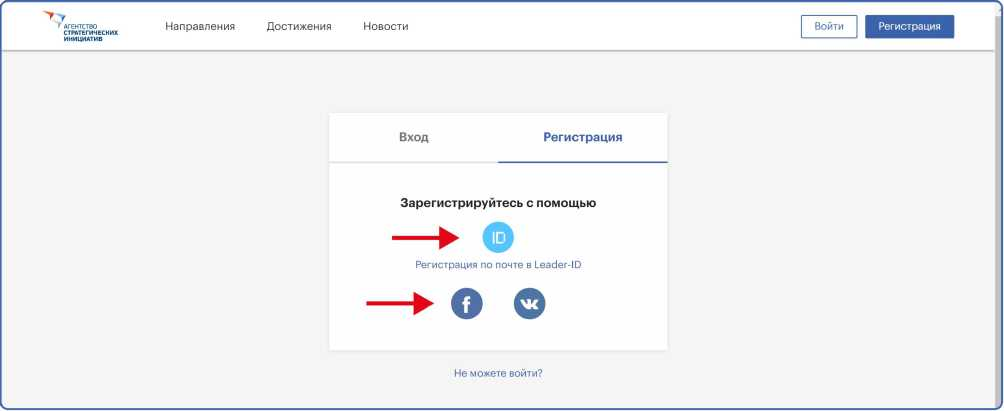 АГЕНТСТВО
СТРАТЕГИЧЕСКИХ
ИНИЦИАТИВ
Направления Достижения Новости Войти Регистрация
Вход Регистрация
Зарегистрируйтесь с помощью
ID
Регистрация по почте в Leader-ID
f
Не можете войти?